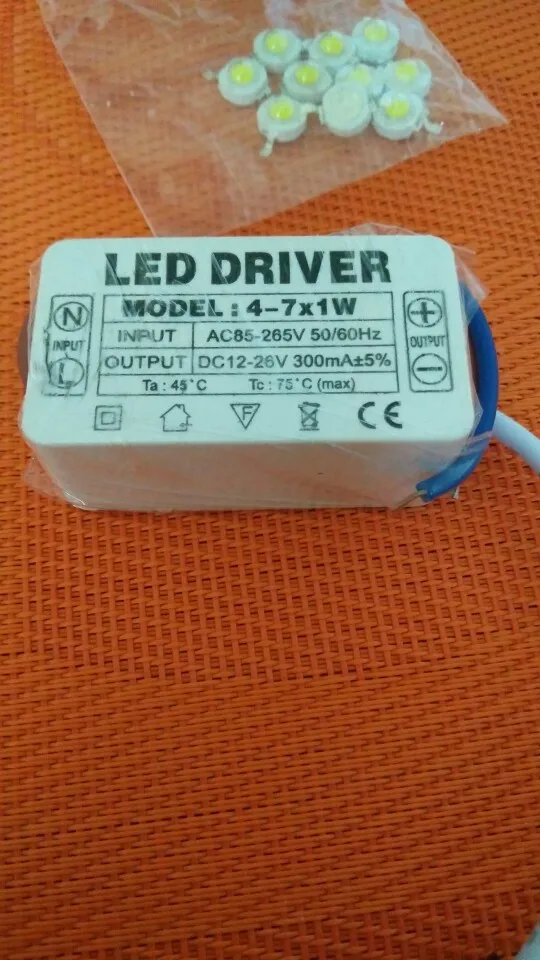 LED DRIVER
MODEL : 4-7x1W
N
INPUT
L
INPUT AC85-265V 50/60Hz
OUTPUT DC12-26V 300mA±5%
Ta : 45°C Tc : 75°C (max)
+
OUTPUT
−
F
CE